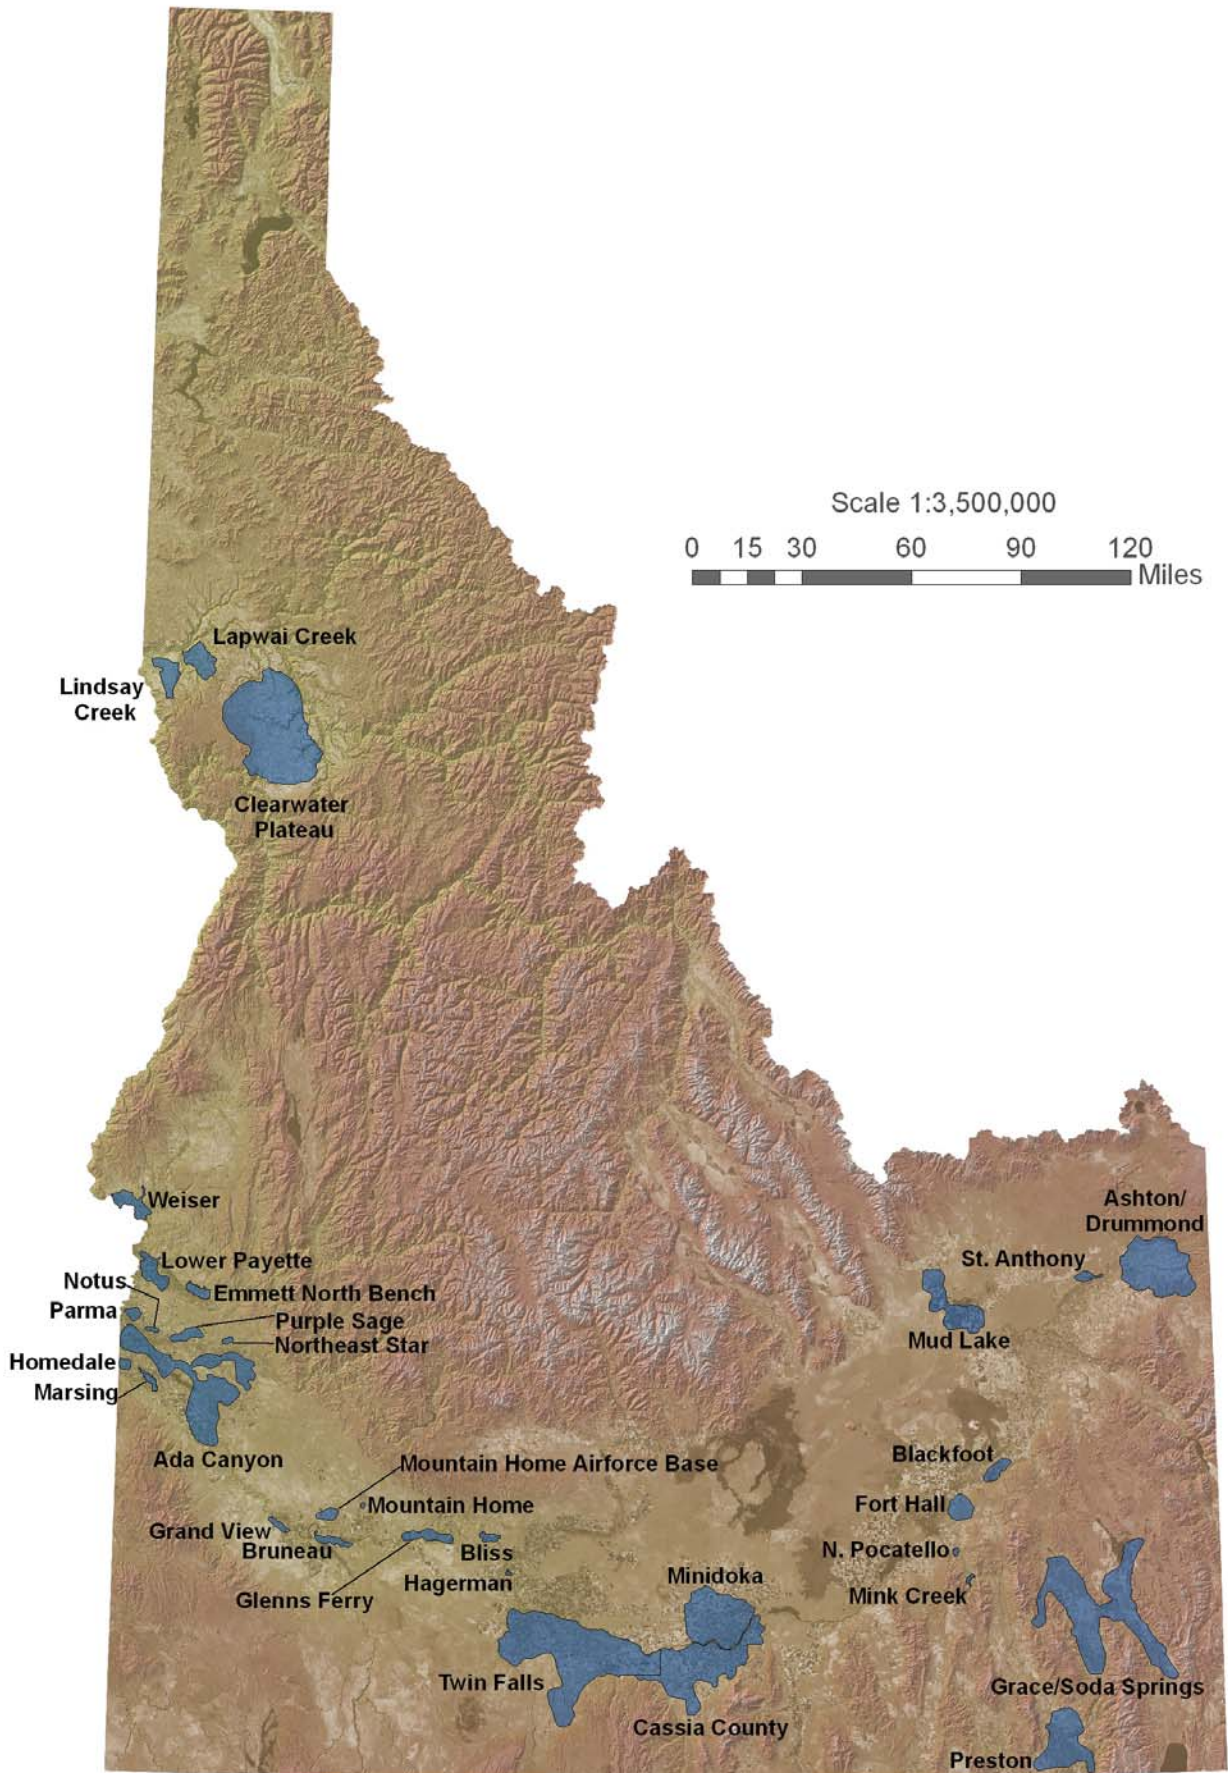 Scale 1:3,500,000
0 15 30 60 90 120
Miles
Lapwai Creek
Lindsay
Creek
Clearwater
Plateau
Weiser
Ashton/
Drummond
Lower Payette
St. Anthony
Notus
Emmett North Bench
Parma
Purple Sage
Mud Lake
Northeast Star
Homedale
Marsing
Ada Canyon
Blackfoot
Mountain Home Airforce Base
Mountain Home
Fort Hall
Grand View
Bruneau
Bliss
N. Pocatello
Hagerman
Minidoka
Mink Creek
Glenns Ferry
Twin Falls
Grace/Soda Springs
Cassia County
Preston